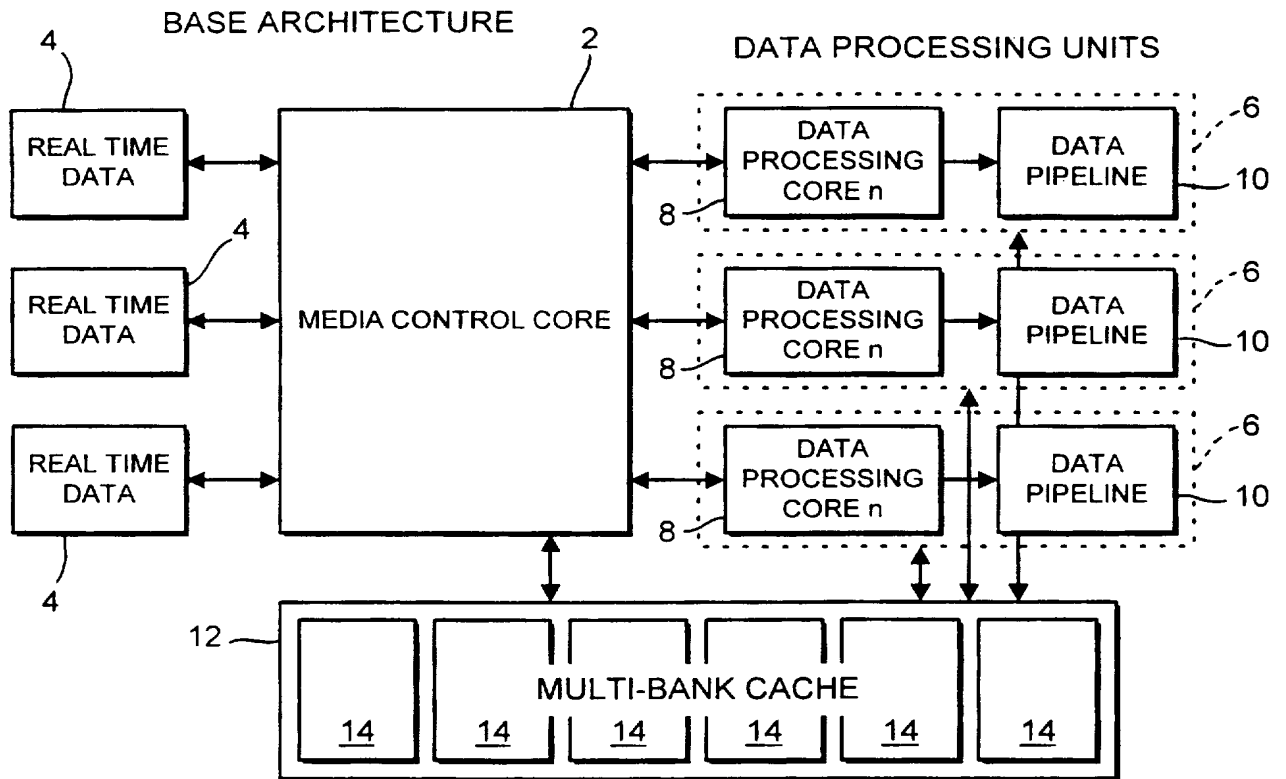 BASE ARCHITECTURE
DATA PROCESSING UNITS
4
2
REAL TIME
DATA
DATA
PROCESSING
CORE n
DATA
PIPELINE
6
10
8
4
REAL TIME
DATA
MEDIA CONTROL CORE
DATA
PROCESSING
CORE n
DATA
PIPELINE
6
10
8
REAL TIME
DATA
4
DATA
PROCESSING
CORE n
DATA
PIPELINE
6
10
8
12
MULTI-BANK CACHE
14
14
14
14
14
14